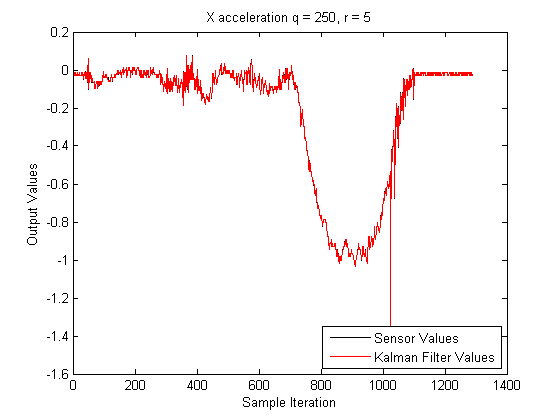 X acceleration q = 250, r = 5
0.2
0
-0.2
-0.4
-0.6
-0.8
-1
-1.2
-1.4
-1.6
Output Values
0 200 400 600 800 1000 1200 1400
Sample Iteration
Sensor Values
Kalman Filter Values